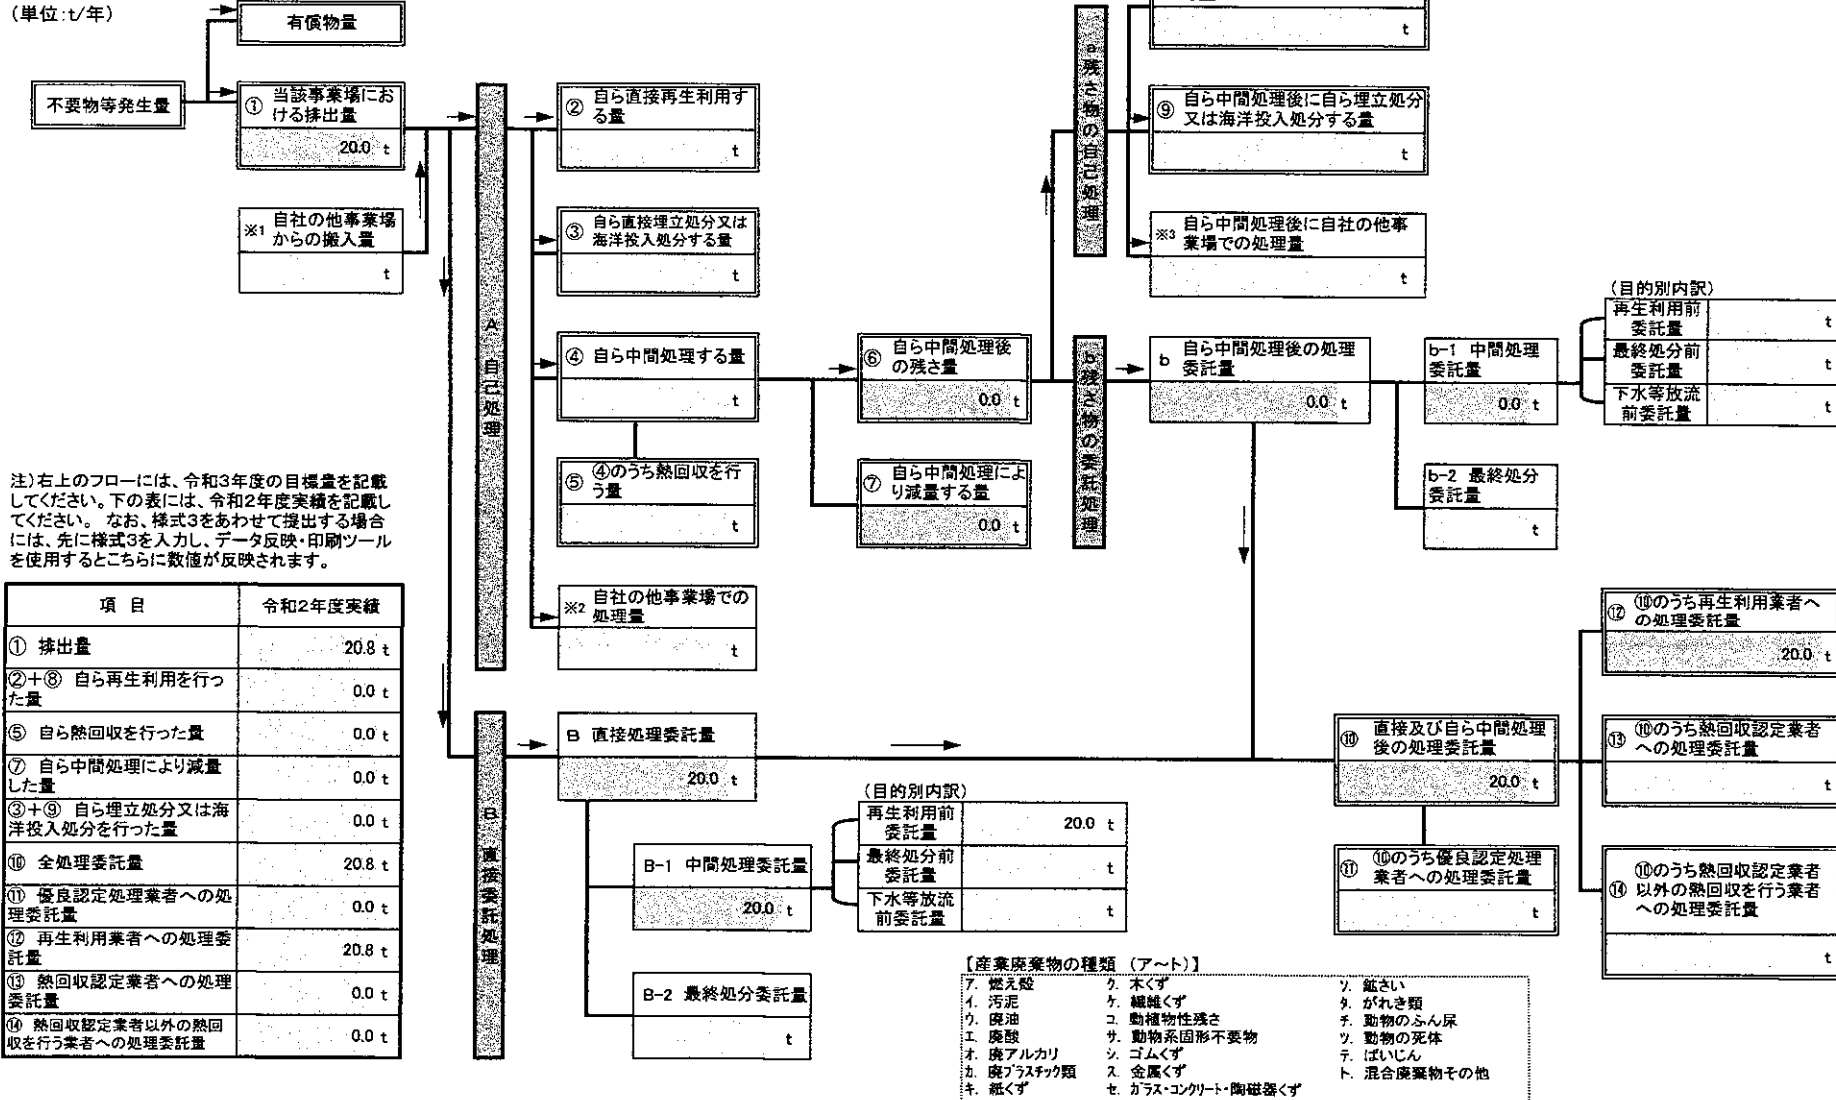 (単位:t/年)
有償物量
不要物等発生量
① 当該事業場にお
ける排出量
20.0 t
※1 自社の他事業場
からの搬入量
t
A 自己処理
② 自ら直接再生利用す
る量
t
③ 自ら直接埋立処分又は
海洋投入処分する量
t
④ 自ら中間処理する量
t
⑤ ④のうち熱回収を行
う量
t
※2 自社の他事業場での
処理量
t
⑥ 自ら中間処理後
の残さ量
0.0 t
⑦ 自ら中間処理によ
り減量する量
0.0 t
a 残さ物の自己処理
t
⑨ 自ら中間処理後に自ら埋立処分
又は海洋投入処分する量
t
※3 自ら中間処理後に自社の他事
業場での処理量
t
b 残さ物の委託処理
b 自ら中間処理後の処理
委託量
0.0 t
b-1 中間処理
委託量
0.0 t
(目的別内訳)
再生利用前
委託量
t
最終処分前
委託量
t
下水等放流
前委託量
t
b-2 最終処分
委託量
t
注)右上のフローには、令和3年度の目標量を記載
してください。下の表には、令和2年度実績を記載し
てください。 なお、様式3をあわせて提出する場合
には、先に様式3を入力し、データ反映・印刷ツール
を使用するとこちらに数値が反映されます。
項 目 令和2年度実績
① 排出量 20.8 t
②+⑧ 自ら再生利用を行っ
た量 0.0 t
⑤ 自ら熱回収を行った量 0.0 t
⑦ 自ら中間処理により減量
した量 0.0 t
③+⑨ 自ら埋立処分又は海
洋投入処分を行った量 0.0 t
⑩ 全処理委託量 20.8 t
⑪ 優良認定処理業者への処
理委託量 0.0 t
⑫ 再生利用業者への処理委
託量 20.8 t
⑬ 熱回収認定業者への処理
委託量 0.0 t
⑭ 熱回収認定業者以外の熱回
収を行う業者への処理委託量 0.0 t
B 直接委託処理
B 直接処理委託量
20.0 t
B-1 中間処理委託量
20.0 t
(目的別内訳)
再生利用前
委託量
20.0 t
最終処分前
委託量
t
下水等放流
前委託量
t
B-2 最終処分委託量
t
⑩ 直接及び自ら中間処理
後の処理委託量
20.0 t
⑪ ⑩のうち優良認定処理
業者への処理委託量
t
⑫ ⑩のうち再生利用業者へ
の処理委託量
20.0 t
⑬ ⑩のうち熱回収認定業者
への処理委託量
t
⑭ ⑩のうち熱回収認定業者
以外の熱回収を行う業者
への処理委託量
t
【産業廃棄物の種類 (ア~ト)】
ア. 燃え殻
イ. 汚泥
ウ. 廃油
エ. 廃酸
オ. 廃アルカリ
カ. 廃プラスチック類
キ. 紙くず
ク. 木くず
ケ. 繊維くず
コ. 動植物性残さ
サ. 動物系固形不要物
シ. ゴムくず
ス. 金属くず
セ. ガラス・コンクリート・陶磁器くず
ソ. 鉱さい
タ. がれき類
チ. 動物のふん尿
ツ. 動物の死体
テ. ばいじん
ト. 混合廃棄物その他